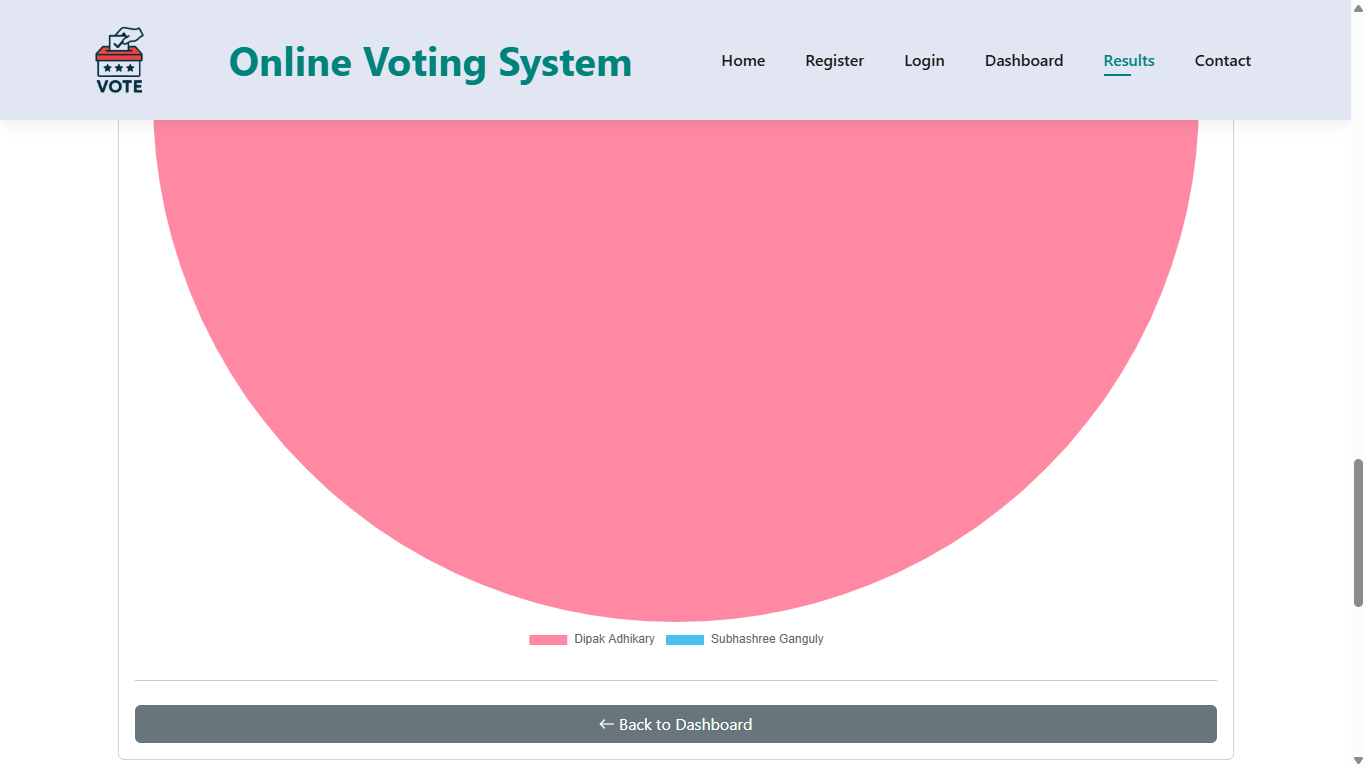 VOTE
Online Voting System
Home Register Login Dashboard Results Contact
Dipak Adhikary Subhashree Ganguly
← Back to Dashboard